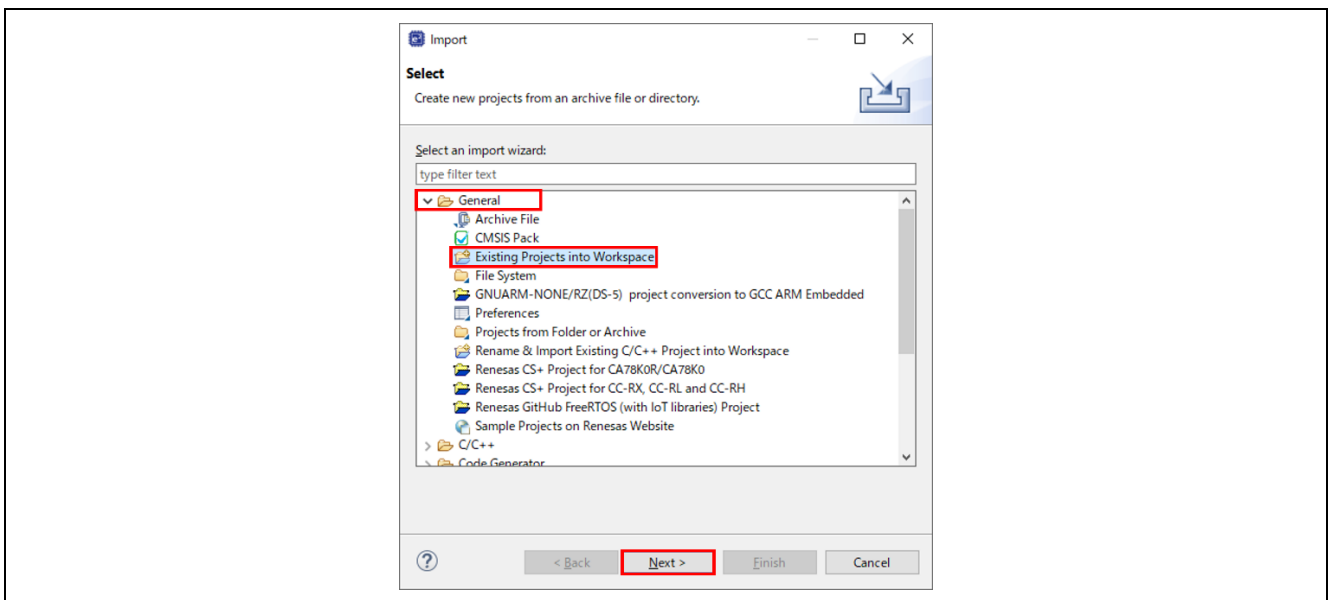 Import
Select
Create new projects from an archive file or directory.
Select an import wizard:
type filter text
General
Archive File
CMSIS Pack
Existing Projects into Workspace
File System
GNUARM-NONE/RZ(DS-5) project conversion to GCC ARM Embedded
Preferences
Projects from Folder or Archive
Rename & Import Existing C/C++ Project into Workspace
Renesas CS+ Project for CA78K0R/CA78K0
Renesas CS+ Project for CC-RX, CC-RL and CC-RH
Renesas GitHub FreeRTOS (with IoT libraries) Project
Sample Projects on Renesas Website
C/C++
Code Generator
? < Back Next > Finish Cancel